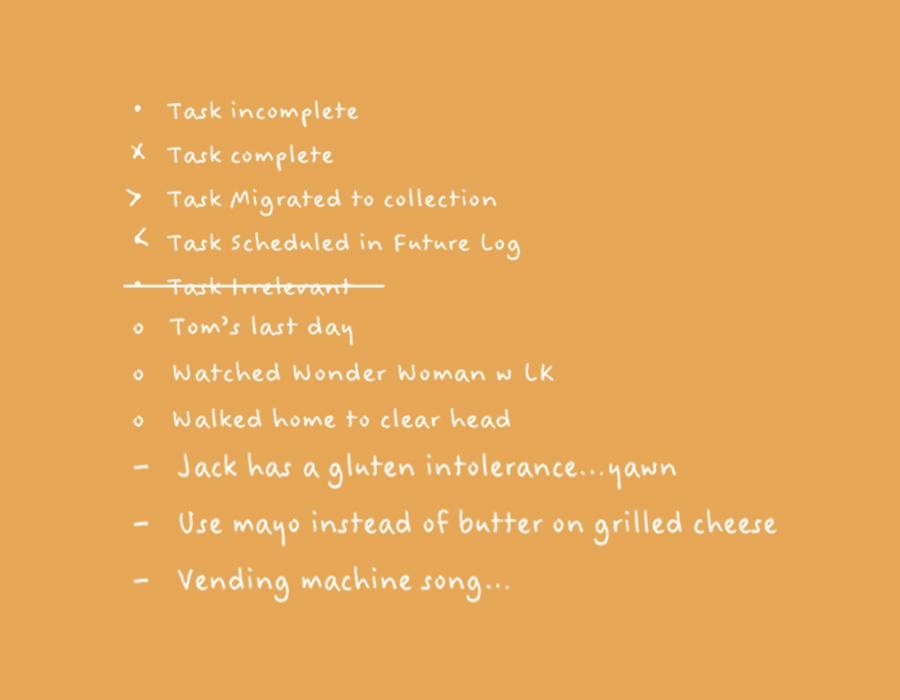 • Task incomplete
x Task complete
> Task Migrated to collection
< Task Scheduled in Future Log
• Task Irrelevant
o Tom's last day
o Watched Wonder Woman w LK
o Walked home to clear head
– Jack has a gluten intolerance...yawn
– Use mayo instead of butter on grilled cheese
– Vending machine song...